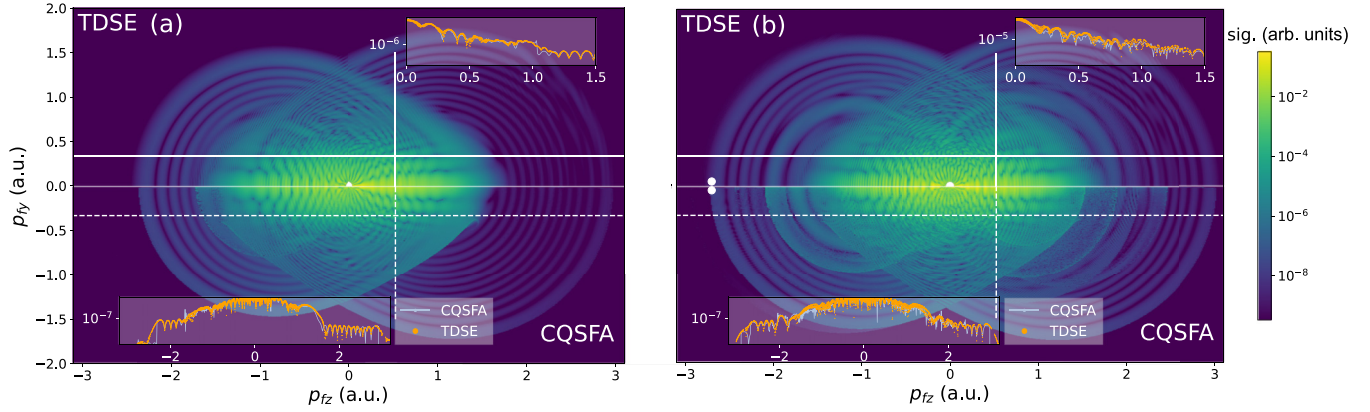 TDSE (a)
2.0
1.5
1.0
0.5
0.0
−0.5
−1.0
−1.5
−2.0
p_fy (a.u.)
10⁻⁶
0.0 0.5 1.0 1.5
10⁻⁷
−2 0 2
CQSFA
TDSE
CQSFA
−3 −2 −1 0 1 2 3
p_fz (a.u.)
TDSE (b)
10⁻⁵
0.0 0.5 1.0 1.5
10⁻⁷
−2 0 2
CQSFA
TDSE
CQSFA
−3 −2 −1 0 1 2 3
p_fz (a.u.)
sig. (arb. units)
10⁻²
10⁻⁴
10⁻⁶
10⁻⁸